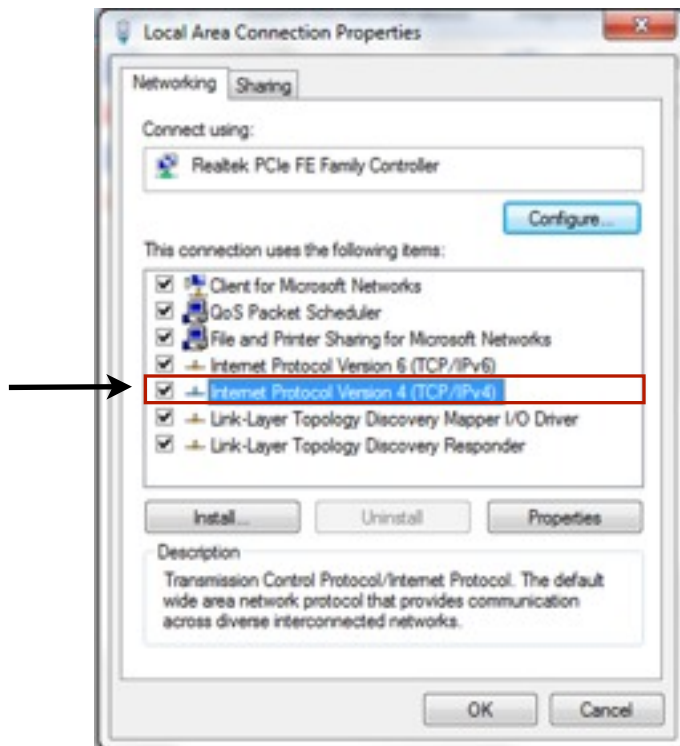 Local Area Connection Properties
Networking
Sharing
Connect using:
Realtek PCIe FE Family Controller
Configure...
This connection uses the following items:
Client for Microsoft Networks
QoS Packet Scheduler
File and Printer Sharing for Microsoft Networks
Internet Protocol Version 6 (TCP/IPv6)
Internet Protocol Version 4 (TCP/IPv4)
Link-Layer Topology Discovery Mapper I/O Driver
Link-Layer Topology Discovery Responder
Install...
Uninstall
Properties
Description
Transmission Control Protocol/Internet Protocol. The default
wide area network protocol that provides communication
across diverse interconnected networks.
OK
Cancel